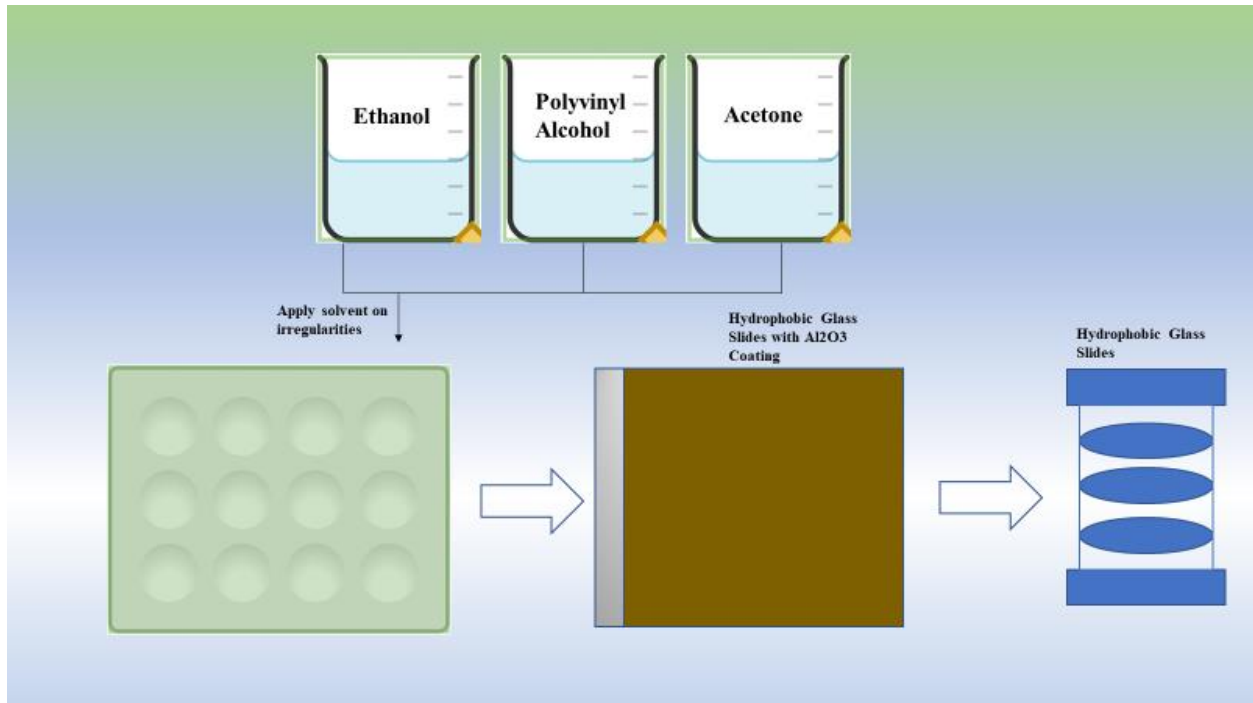 Ethanol
Polyvinyl
Alcohol
Acetone
Apply solvent on
irregularities
Hydrophobic Glass
Slides with Al2O3
Coating
Hydrophobic Glass
Slides